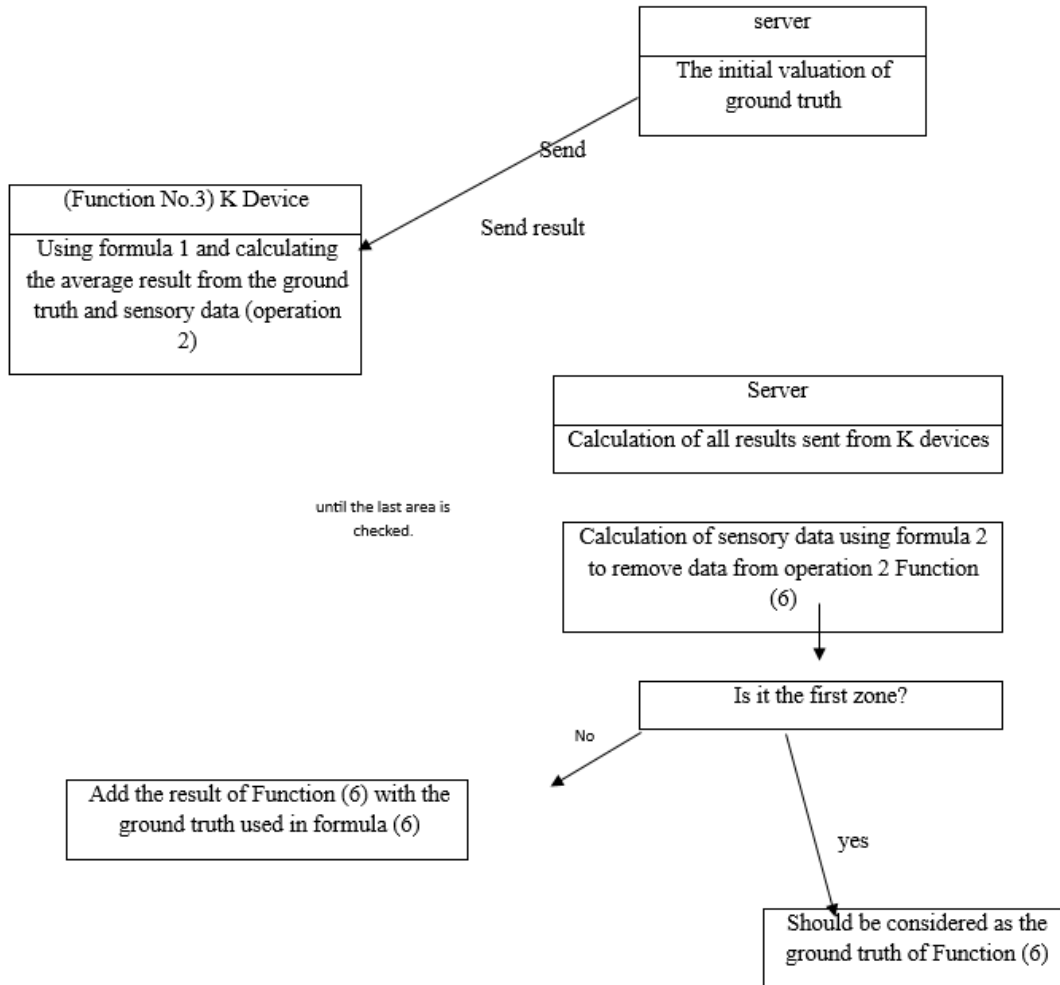 server
The initial valuation of
ground truth
Send
(Function No.3) K Device
Using formula 1 and calculating
the average result from the ground
truth and sensory data (operation
2)
Send result
Server
Calculation of all results sent from K devices
until the last area is
checked.
Calculation of sensory data using formula 2
to remove data from operation 2 Function
(6)
Is it the first zone?
No
Add the result of Function (6) with the
ground truth used in formula (6)
yes
Should be considered as the
ground truth of Function (6)